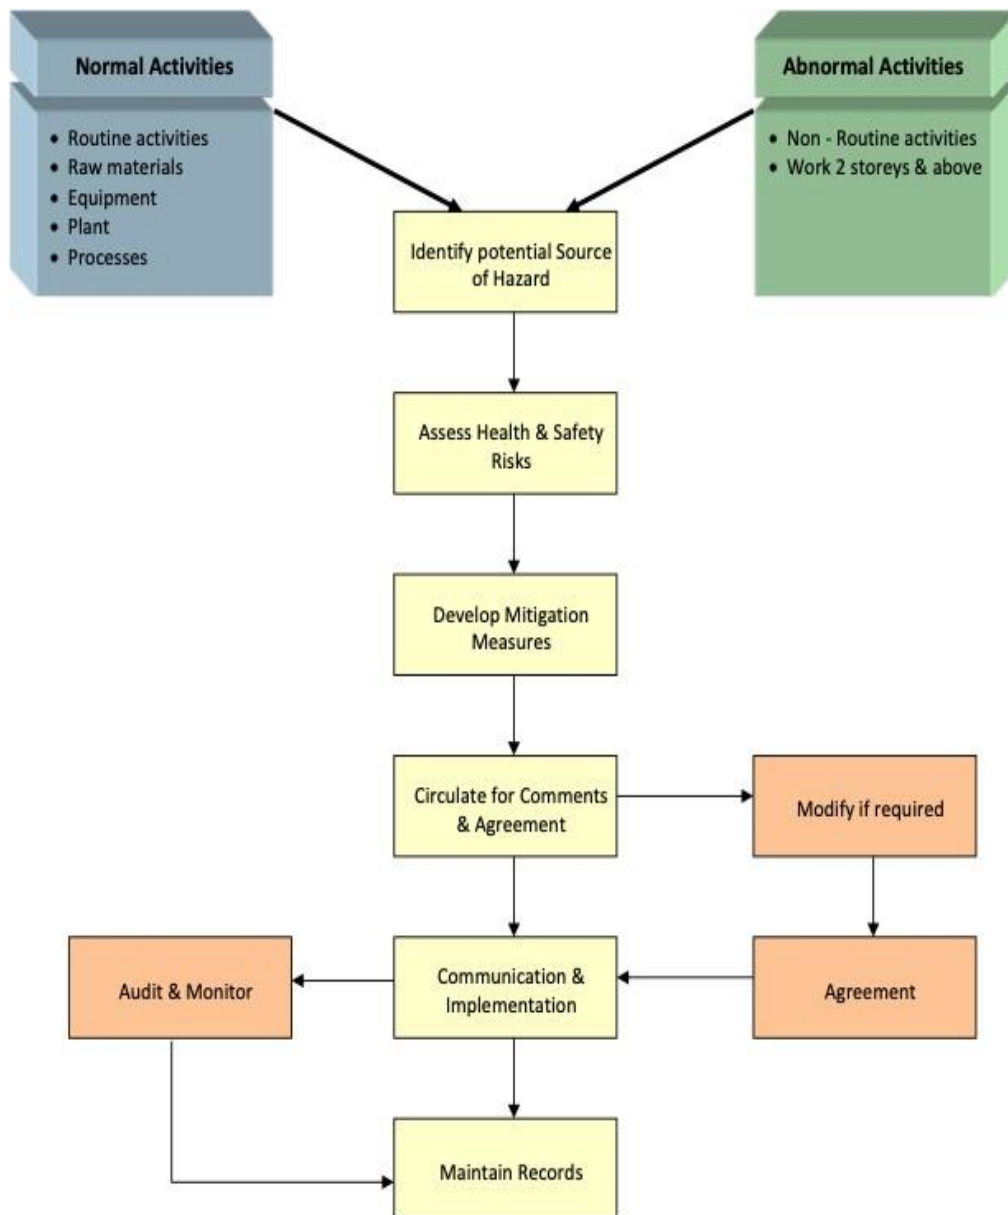 Normal Activities
• Routine activities
• Raw materials
• Equipment
• Plant
• Processes
Abnormal Activities
• Non - Routine activities
• Work 2 storeys & above
Identify potential Source
of Hazard
Assess Health & Safety
Risks
Develop Mitigation
Measures
Circulate for Comments
& Agreement
Modify if required
Audit & Monitor
Communication &
Implementation
Agreement
Maintain Records